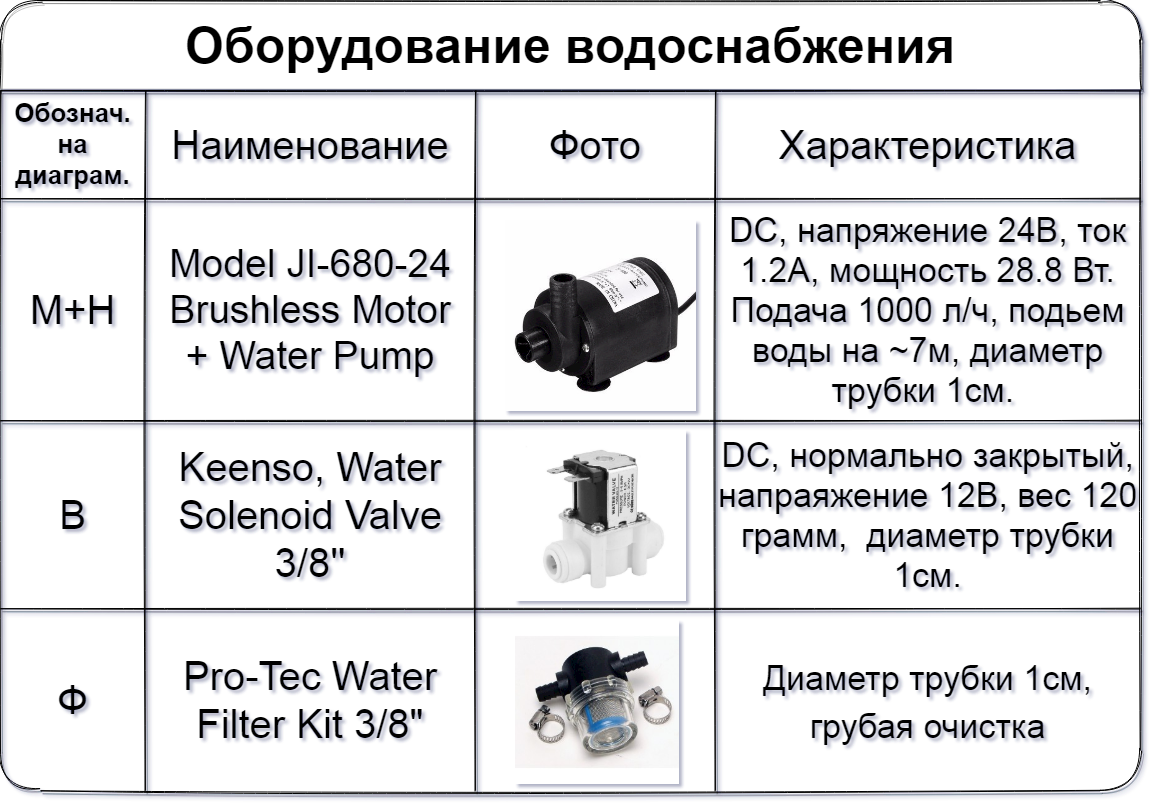 Оборудование водоснабжения
Обознач.
на
диаграм.
Наименование
Фото
Характеристика
М+Н
Model JI-680-24
Brushless Motor
+ Water Pump
DC, напряжение 24В, ток
1.2А, мощность 28.8 Вт.
Подача 1000 л/ч, подьем
воды на ~7м, диаметр
трубки 1см.
В
Keenso, Water
Solenoid Valve
3/8"
WATER VALVE
DC, нормально закрытый,
напраяжение 12В, вес 120
грамм, диаметр трубки
1см.
Ф
Pro-Tec Water
Filter Kit 3/8"
Диаметр трубки 1см,
грубая очистка